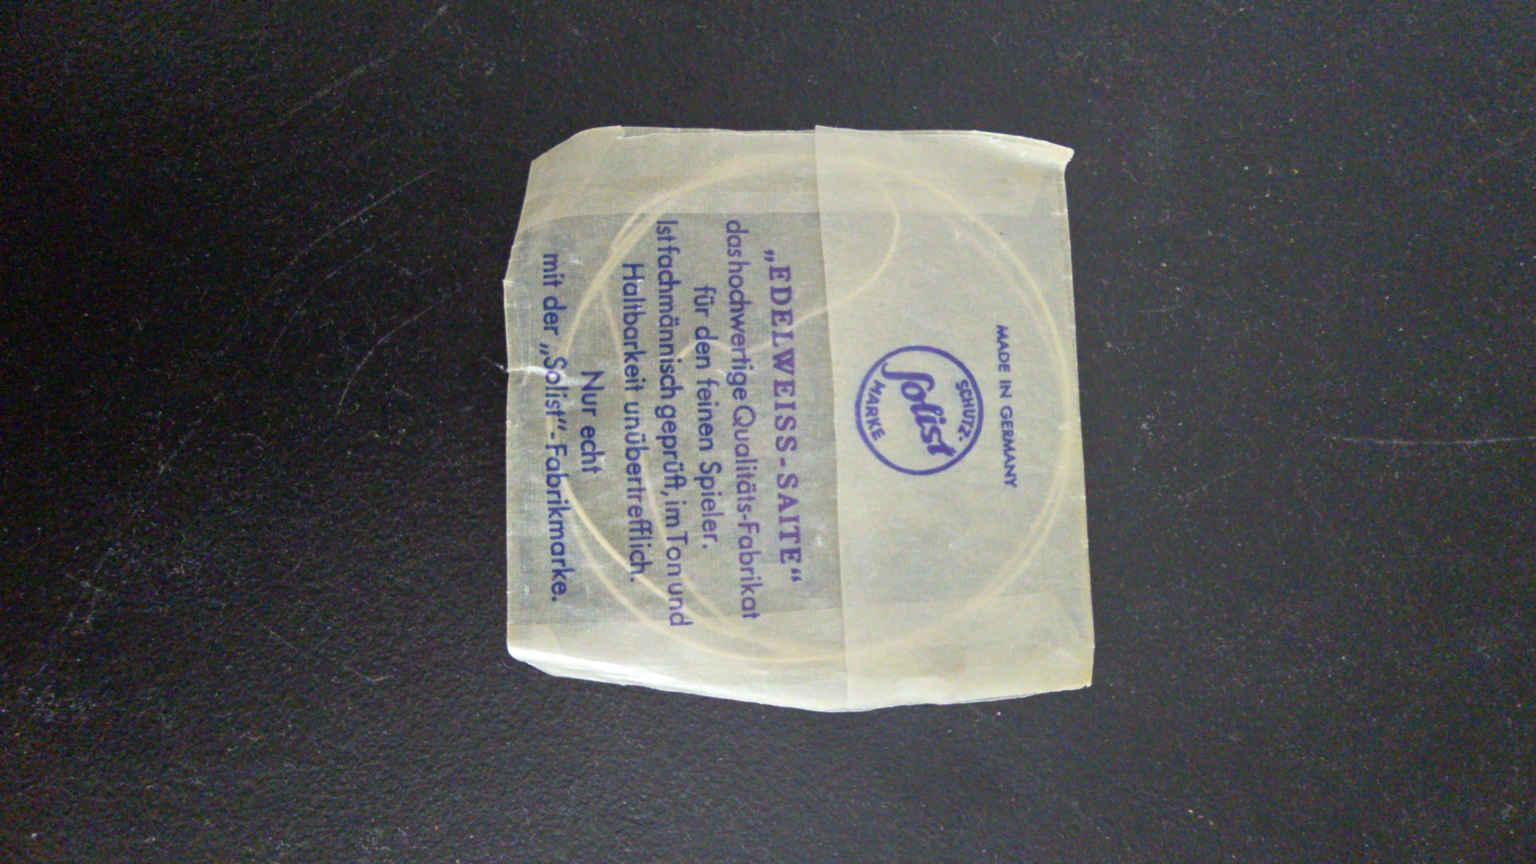 MADE IN GERMANY
SCHUTZ-
Solist
MARKE
„EDELWEISS-SAITE“
das hochwertige Qualitäts-Fabrikat
für den feinen Spieler.
Ist fachmännisch geprüft, im Ton und
Haltbarkeit unübertrefflich.
Nur echt
mit der „Solist“-Fabrikmarke.